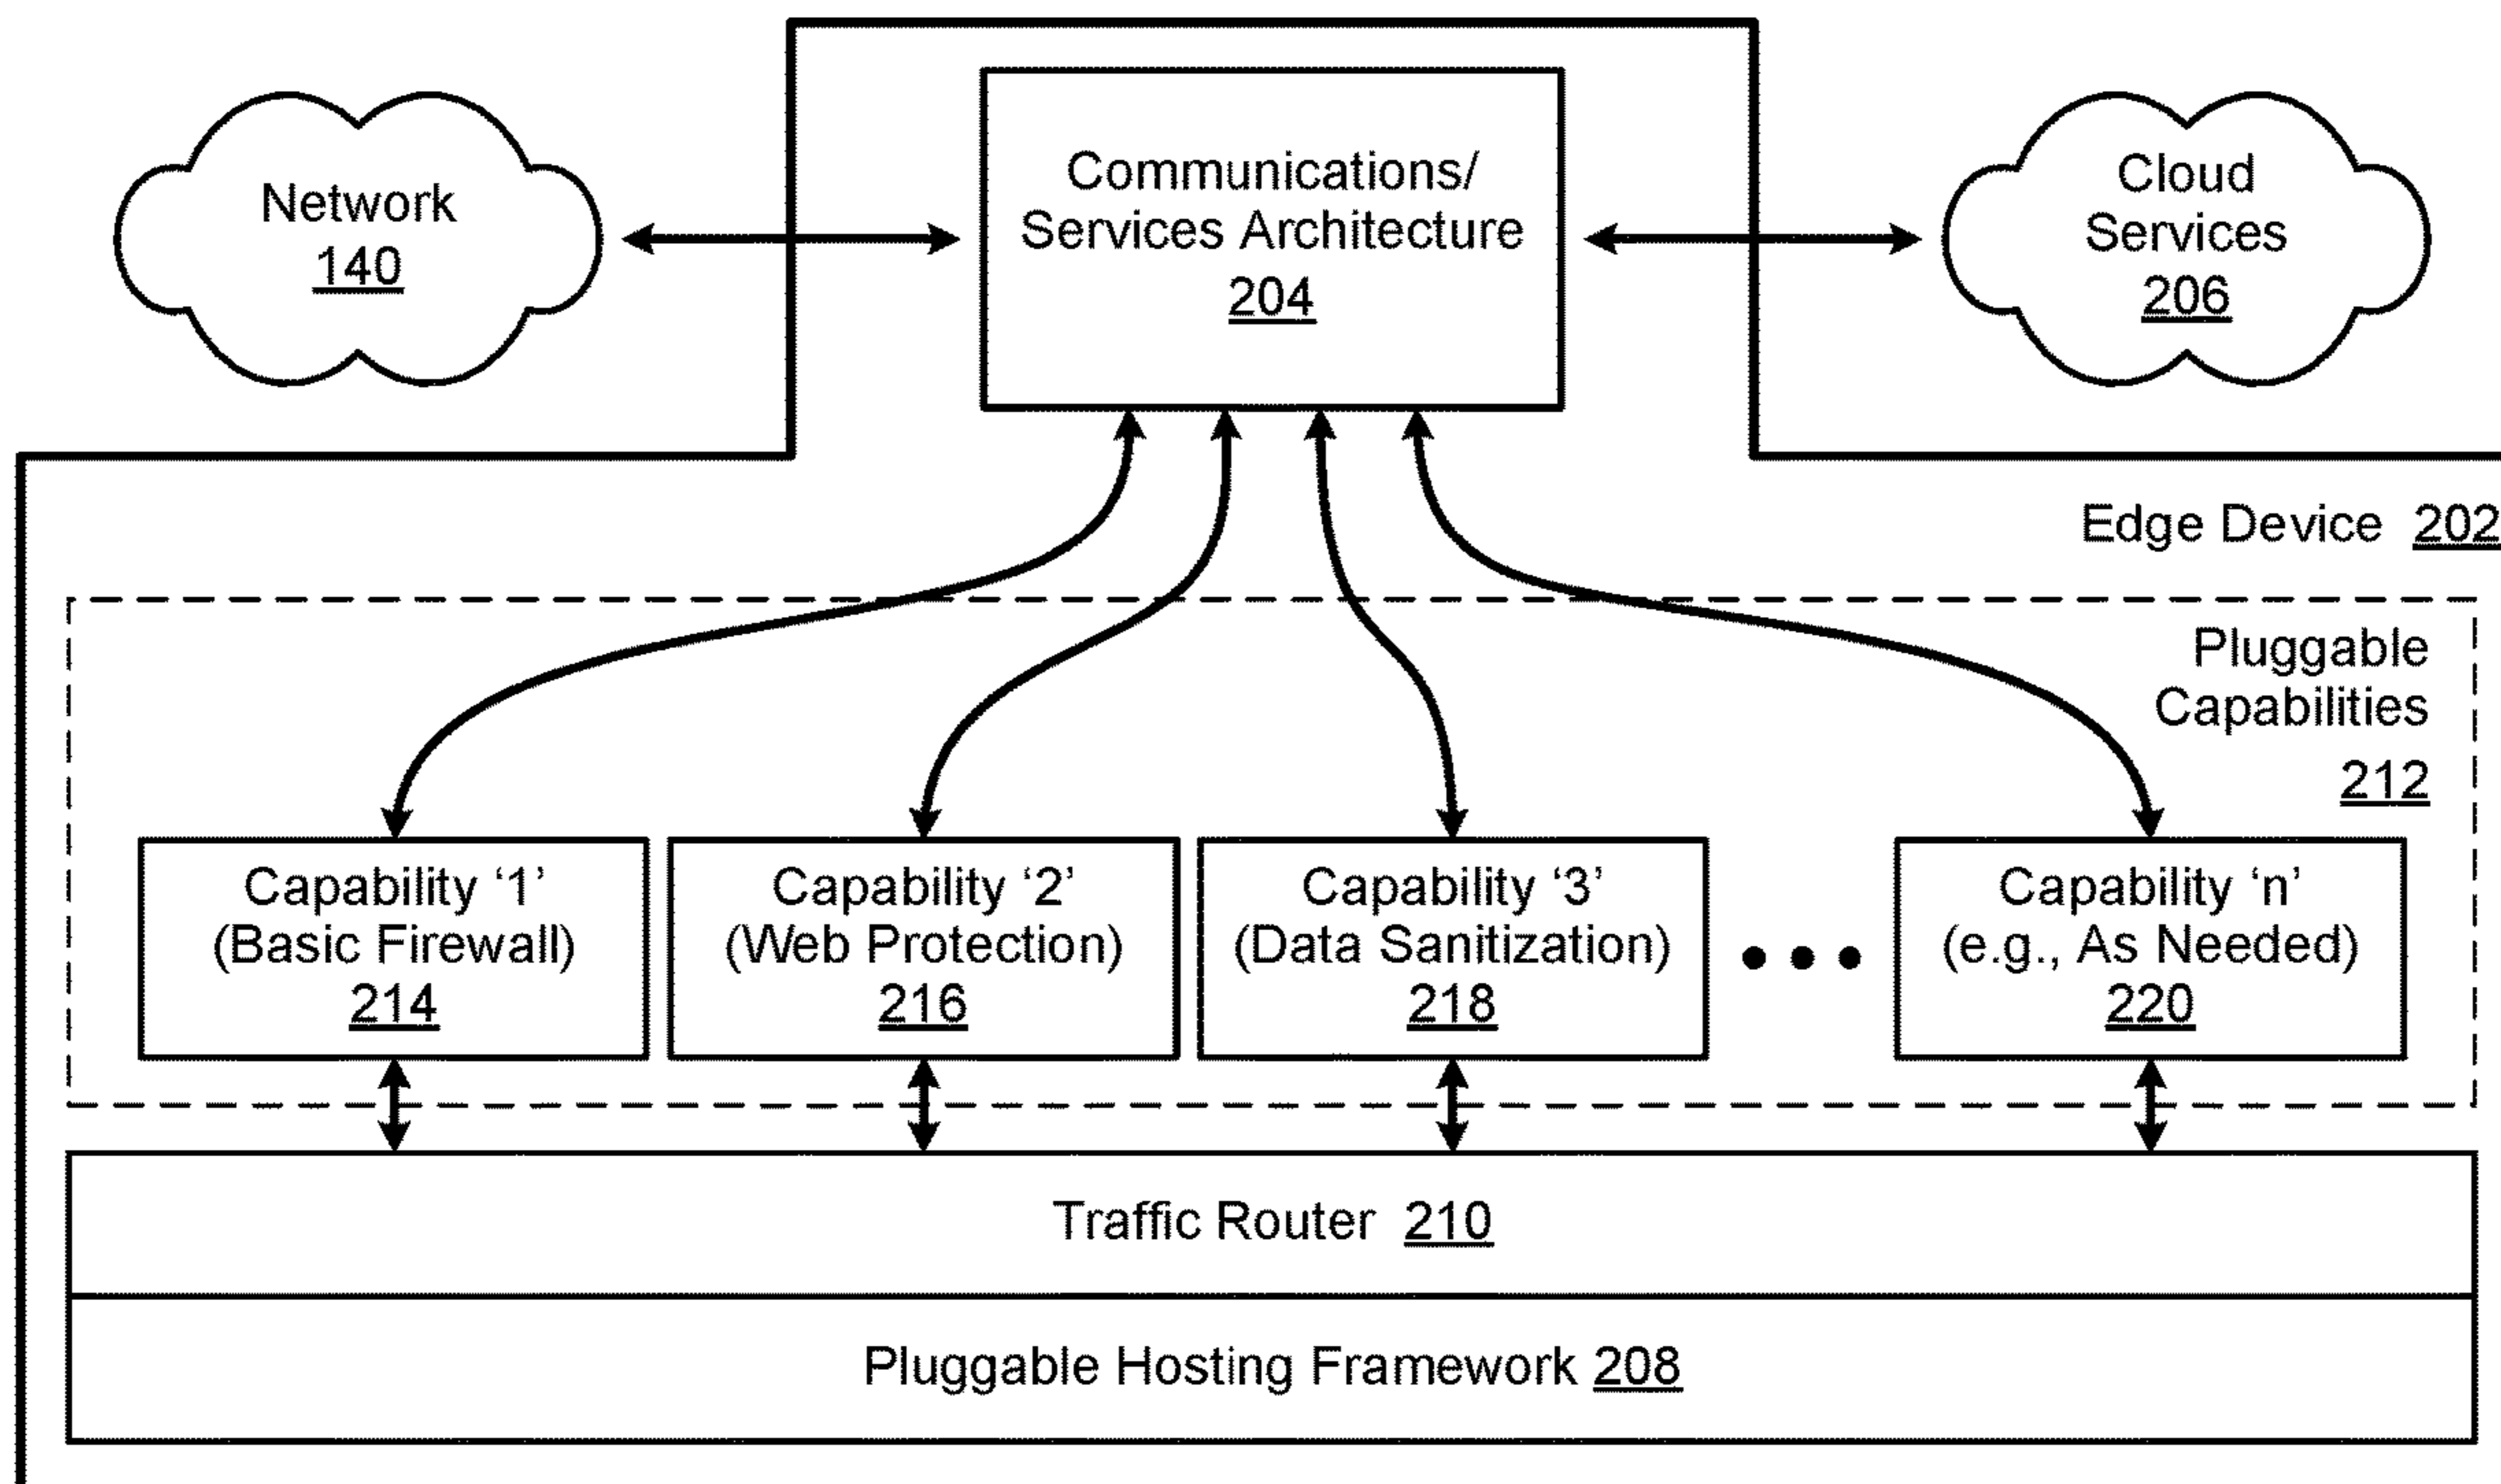 Network
140
Communications/
Services Architecture
204
Cloud
Services
206
Edge Device 202
Pluggable
Capabilities
212
Capability ‘1’
(Basic Firewall)
214
Capability ‘2’
(Web Protection)
216
Capability ‘3’
(Data Sanitization)
218
Capability ‘n’
(e.g., As Needed)
220
Traffic Router 210
Pluggable Hosting Framework 208